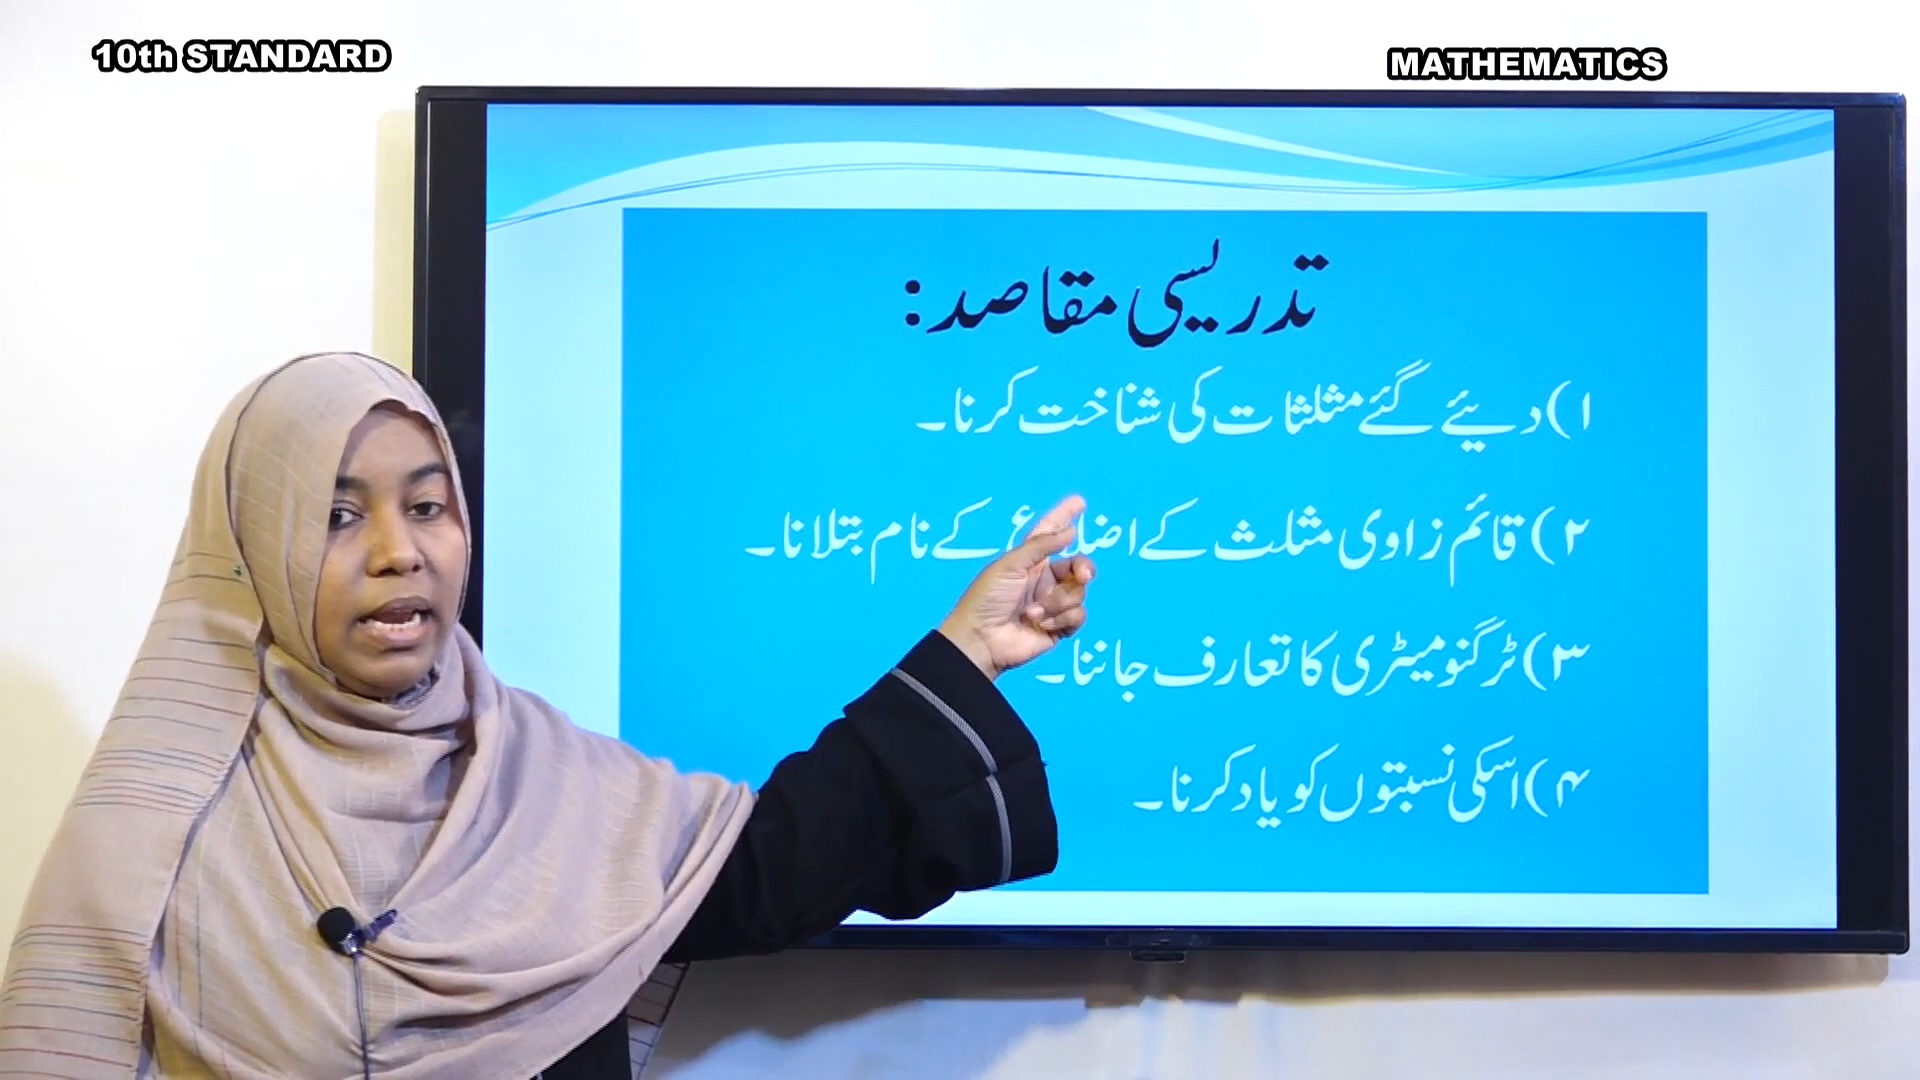 10th STANDARD
MATHEMATICS
تدریسی مقاصد:
۱) دیئے گئے مثلثات کی شناخت کرنا۔
۲) قائم زاوی مثلث کے اضلاع کے نام بتلانا۔
۳) ٹرگنومیٹری کا تعارف جاننا۔
۴) اسکی نسبتوں کو یاد کرنا۔